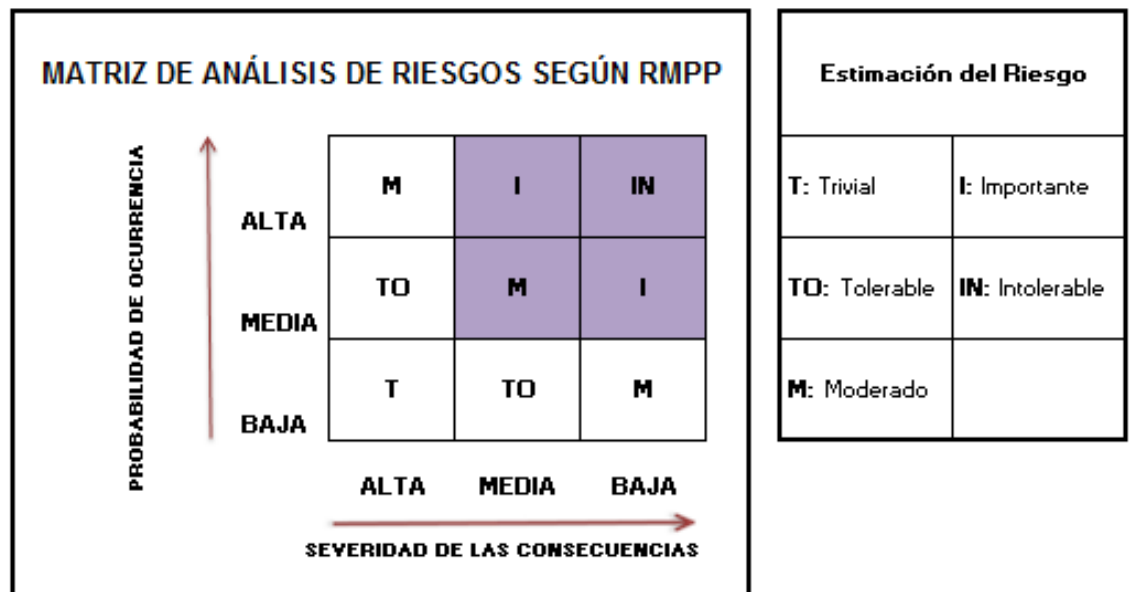 MATRIZ DE ANÁLISIS DE RIESGOS SEGÚN RMPP
PROBABILIDAD DE OCURRENCIA
ALTA M I IN
MEDIA TO M I
BAJA T TO M
ALTA MEDIA BAJA
SEVERIDAD DE LAS CONSECUENCIAS
Estimación del Riesgo
T: Trivial I: Importante
TO: Tolerable IN: Intolerable
M: Moderado